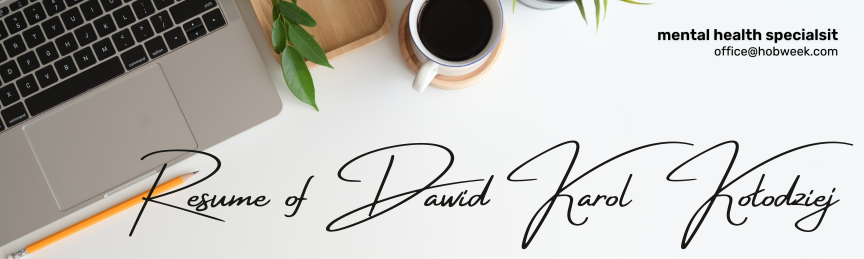 mental health specialsit
office@hobweek.com
Resume of Dawid Karol Kołodziej